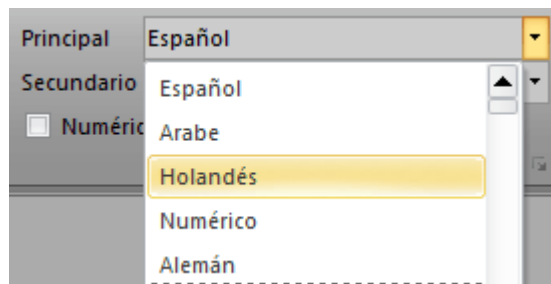 Principal Español
Secundario Español
Numéric Arabe
Holandés
Numérico
Alemán